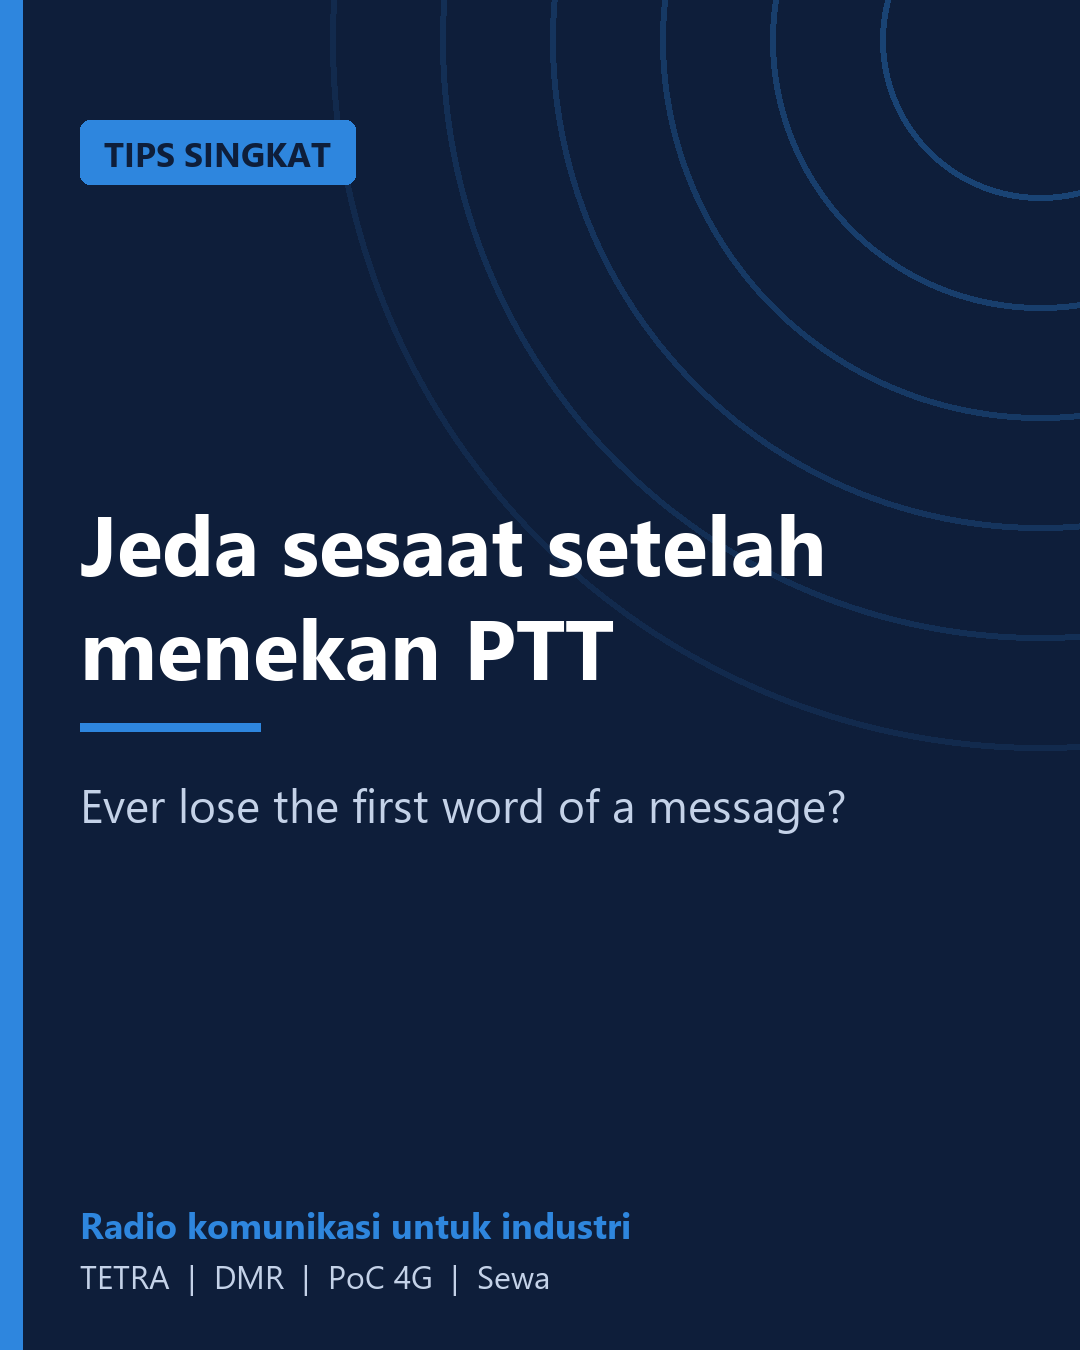 TIPS SINGKAT
Jeda sesaat setelah
menekan PTT
Ever lose the first word of a message?
Radio komunikasi untuk industri
TETRA | DMR | PoC 4G | Sewa